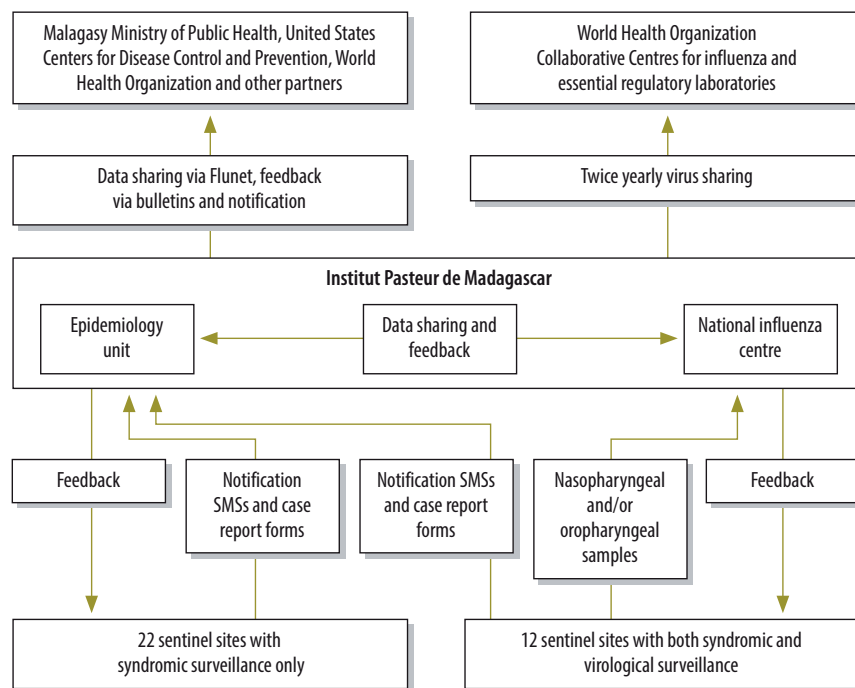 Malagasy Ministry of Public Health, United States
Centers for Disease Control and Prevention, World
Health Organization and other partners
World Health Organization
Collaborative Centres for influenza and
essential regulatory laboratories
Data sharing via Flunet, feedback
via bulletins and notification
Twice yearly virus sharing
Institut Pasteur de Madagascar
Epidemiology
unit
Data sharing and
feedback
National influenza
centre
Feedback
Notification
SMSs and case
report forms
Notification SMSs
and case report
forms
Nasopharyngeal
and/or
oropharyngeal
samples
Feedback
22 sentinel sites with
syndromic surveillance only
12 sentinel sites with both syndromic and
virological surveillance